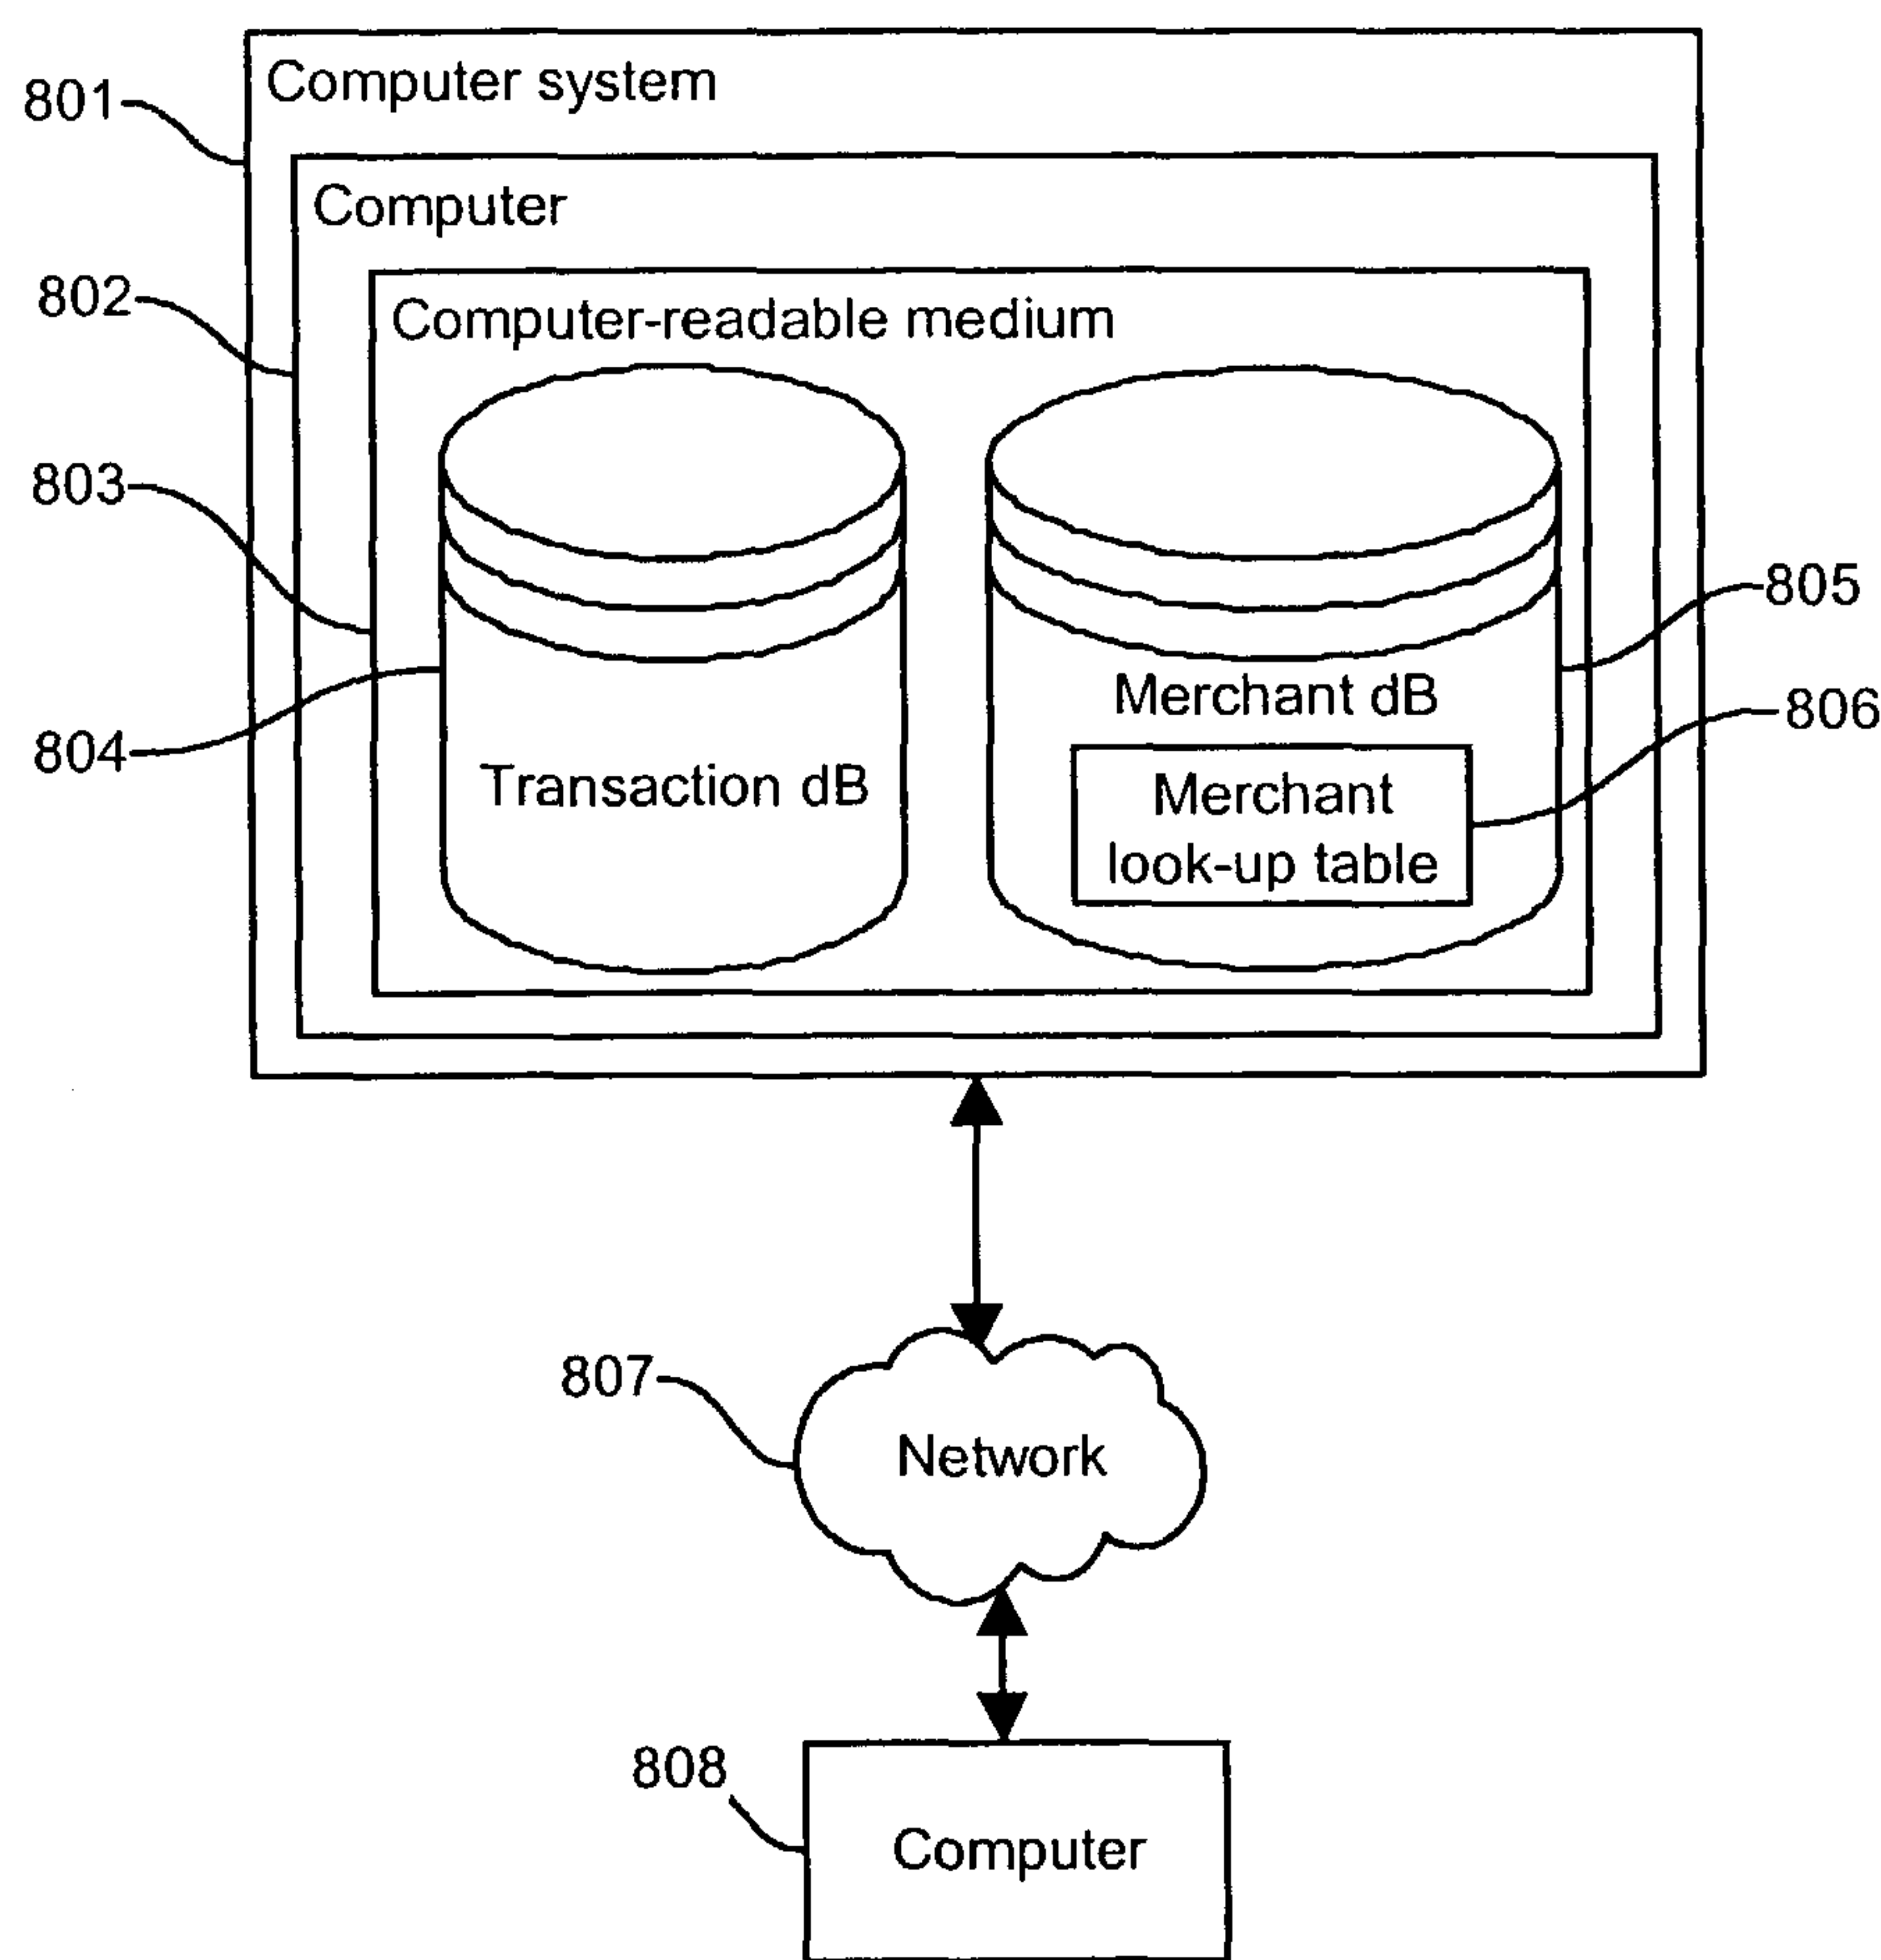 Computer system
801
Computer
802
Computer-readable medium
803
805
Merchant dB
806
804
Transaction dB
Merchant
look-up table
807
Network
808
Computer